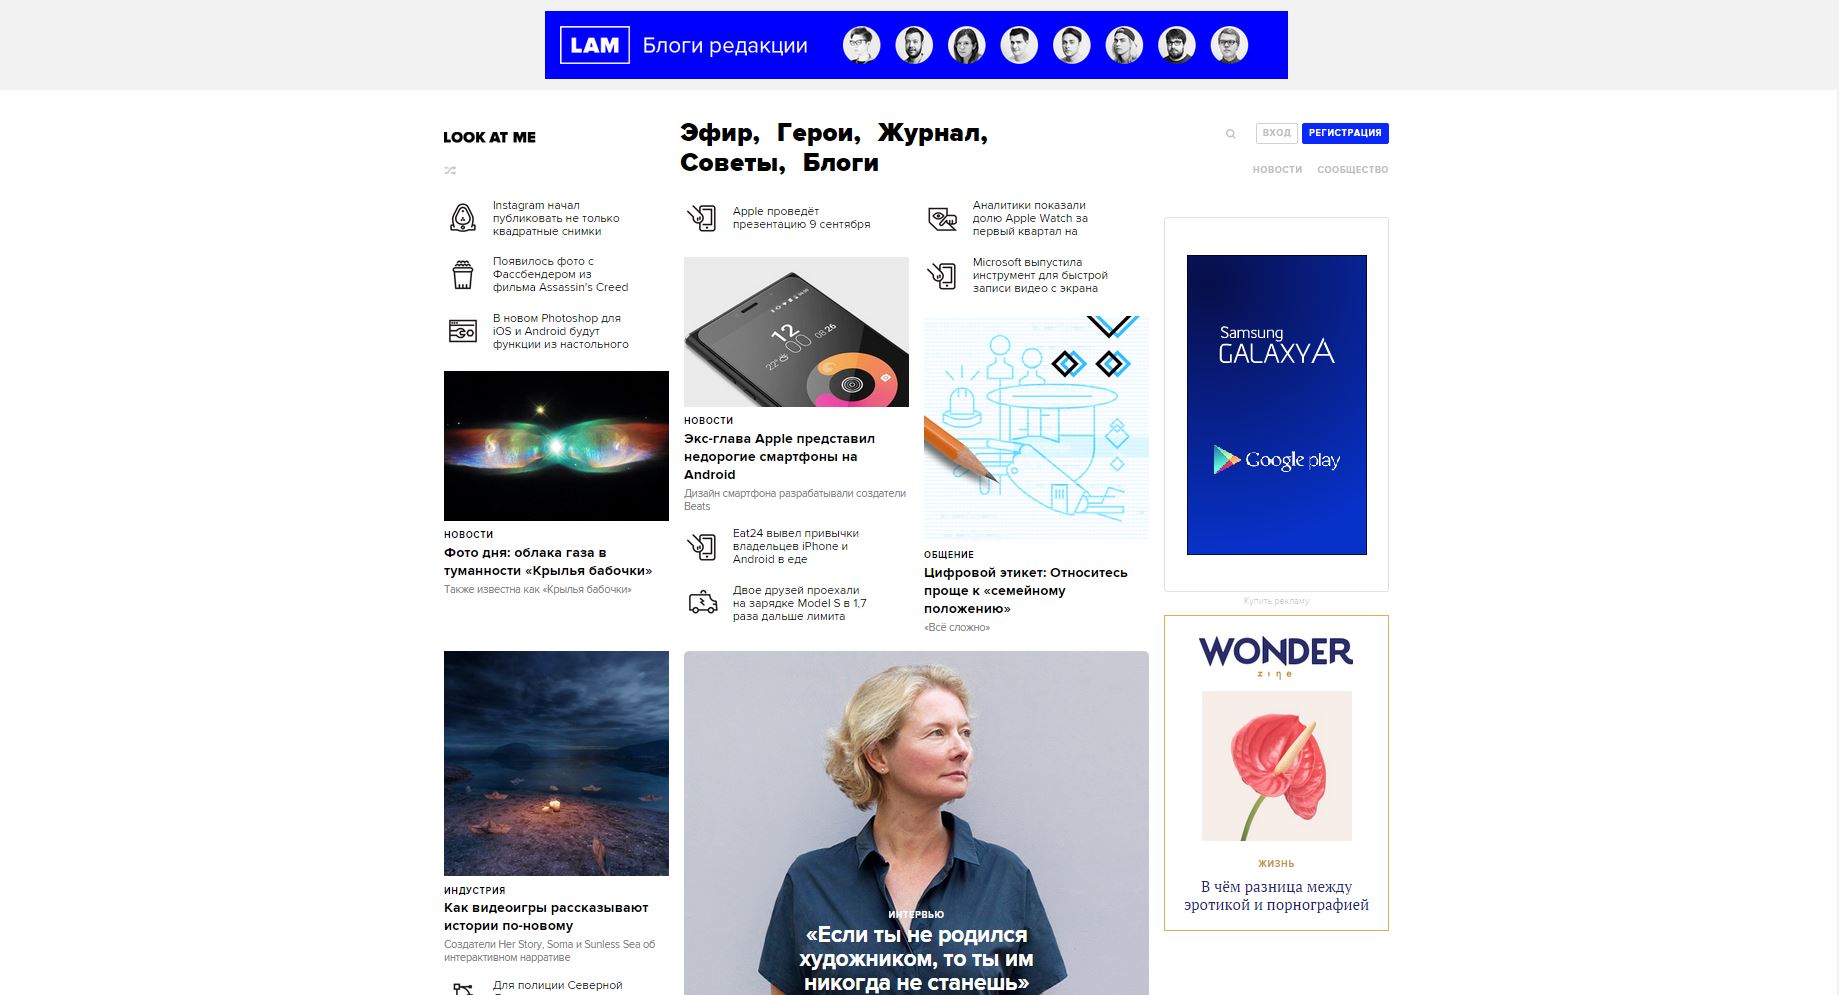 LAM Блоги редакции
LOOK AT ME
Эфир, Герои, Журнал,
Советы, Блоги
ВХОД
РЕГИСТРАЦИЯ
НОВОСТИ СООБЩЕСТВО
Instagram начал
публиковать не только
квадратные снимки
Появилось фото с
Фассбендером из
фильма Assassin's Creed
В новом Photoshop для
iOS и Android будут
функции из настольного
НОВОСТИ
Фото дня: облака газа в
туманности «Крылья бабочки»
Также известна как «Крылья бабочки»
Apple проведёт
презентацию 9 сентября
12
00
08.26
22°
НОВОСТИ
Экс-глава Apple представил
недорогие смартфоны на
Android
Дизайн смартфона разрабатывали создатели
Beats
Eat24 вывел привычки
владельцев iPhone и
Android в еде
Двое друзей проехали
на зарядке Model S в 1,7
раза дальше лимита
Аналитики показали
долю Apple Watch за
первый квартал на
Microsoft выпустила
инструмент для быстрой
записи видео с экрана
ОБЩЕНИЕ
Цифровой этикет: Относитесь
проще к «семейному
положению»
«Всё сложно»
Samsung
GALAXY A
Google play
Купить рекламу
WONDER
zine
ЖИЗНЬ
В чём разница между
эротикой и порнографией
ИНДУСТРИЯ
Как видеоигры рассказывают
истории по-новому
Создатели Her Story, Soma и Sunless Sea об
интерактивном нарративе
Для полиции Северной
ИНТЕРВЬЮ
«Если ты не родился
художником, то ты им
никогда не станешь»